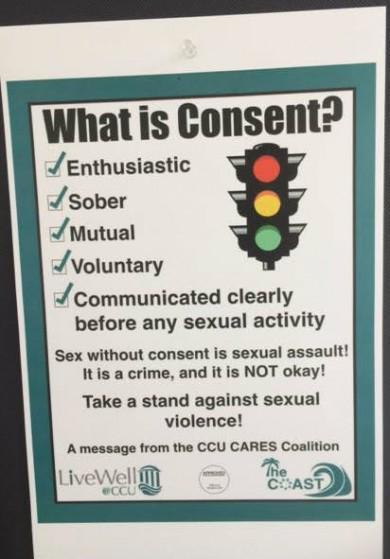 What is Consent?
Enthusiastic
Sober
Mutual
Voluntary
Communicated clearly
before any sexual activity
Sex without consent is sexual assault!
It is a crime, and it is NOT okay!
Take a stand against sexual
violence!
A message from the CCU CARES Coalition
LiveWell
@CCU
The
COAST